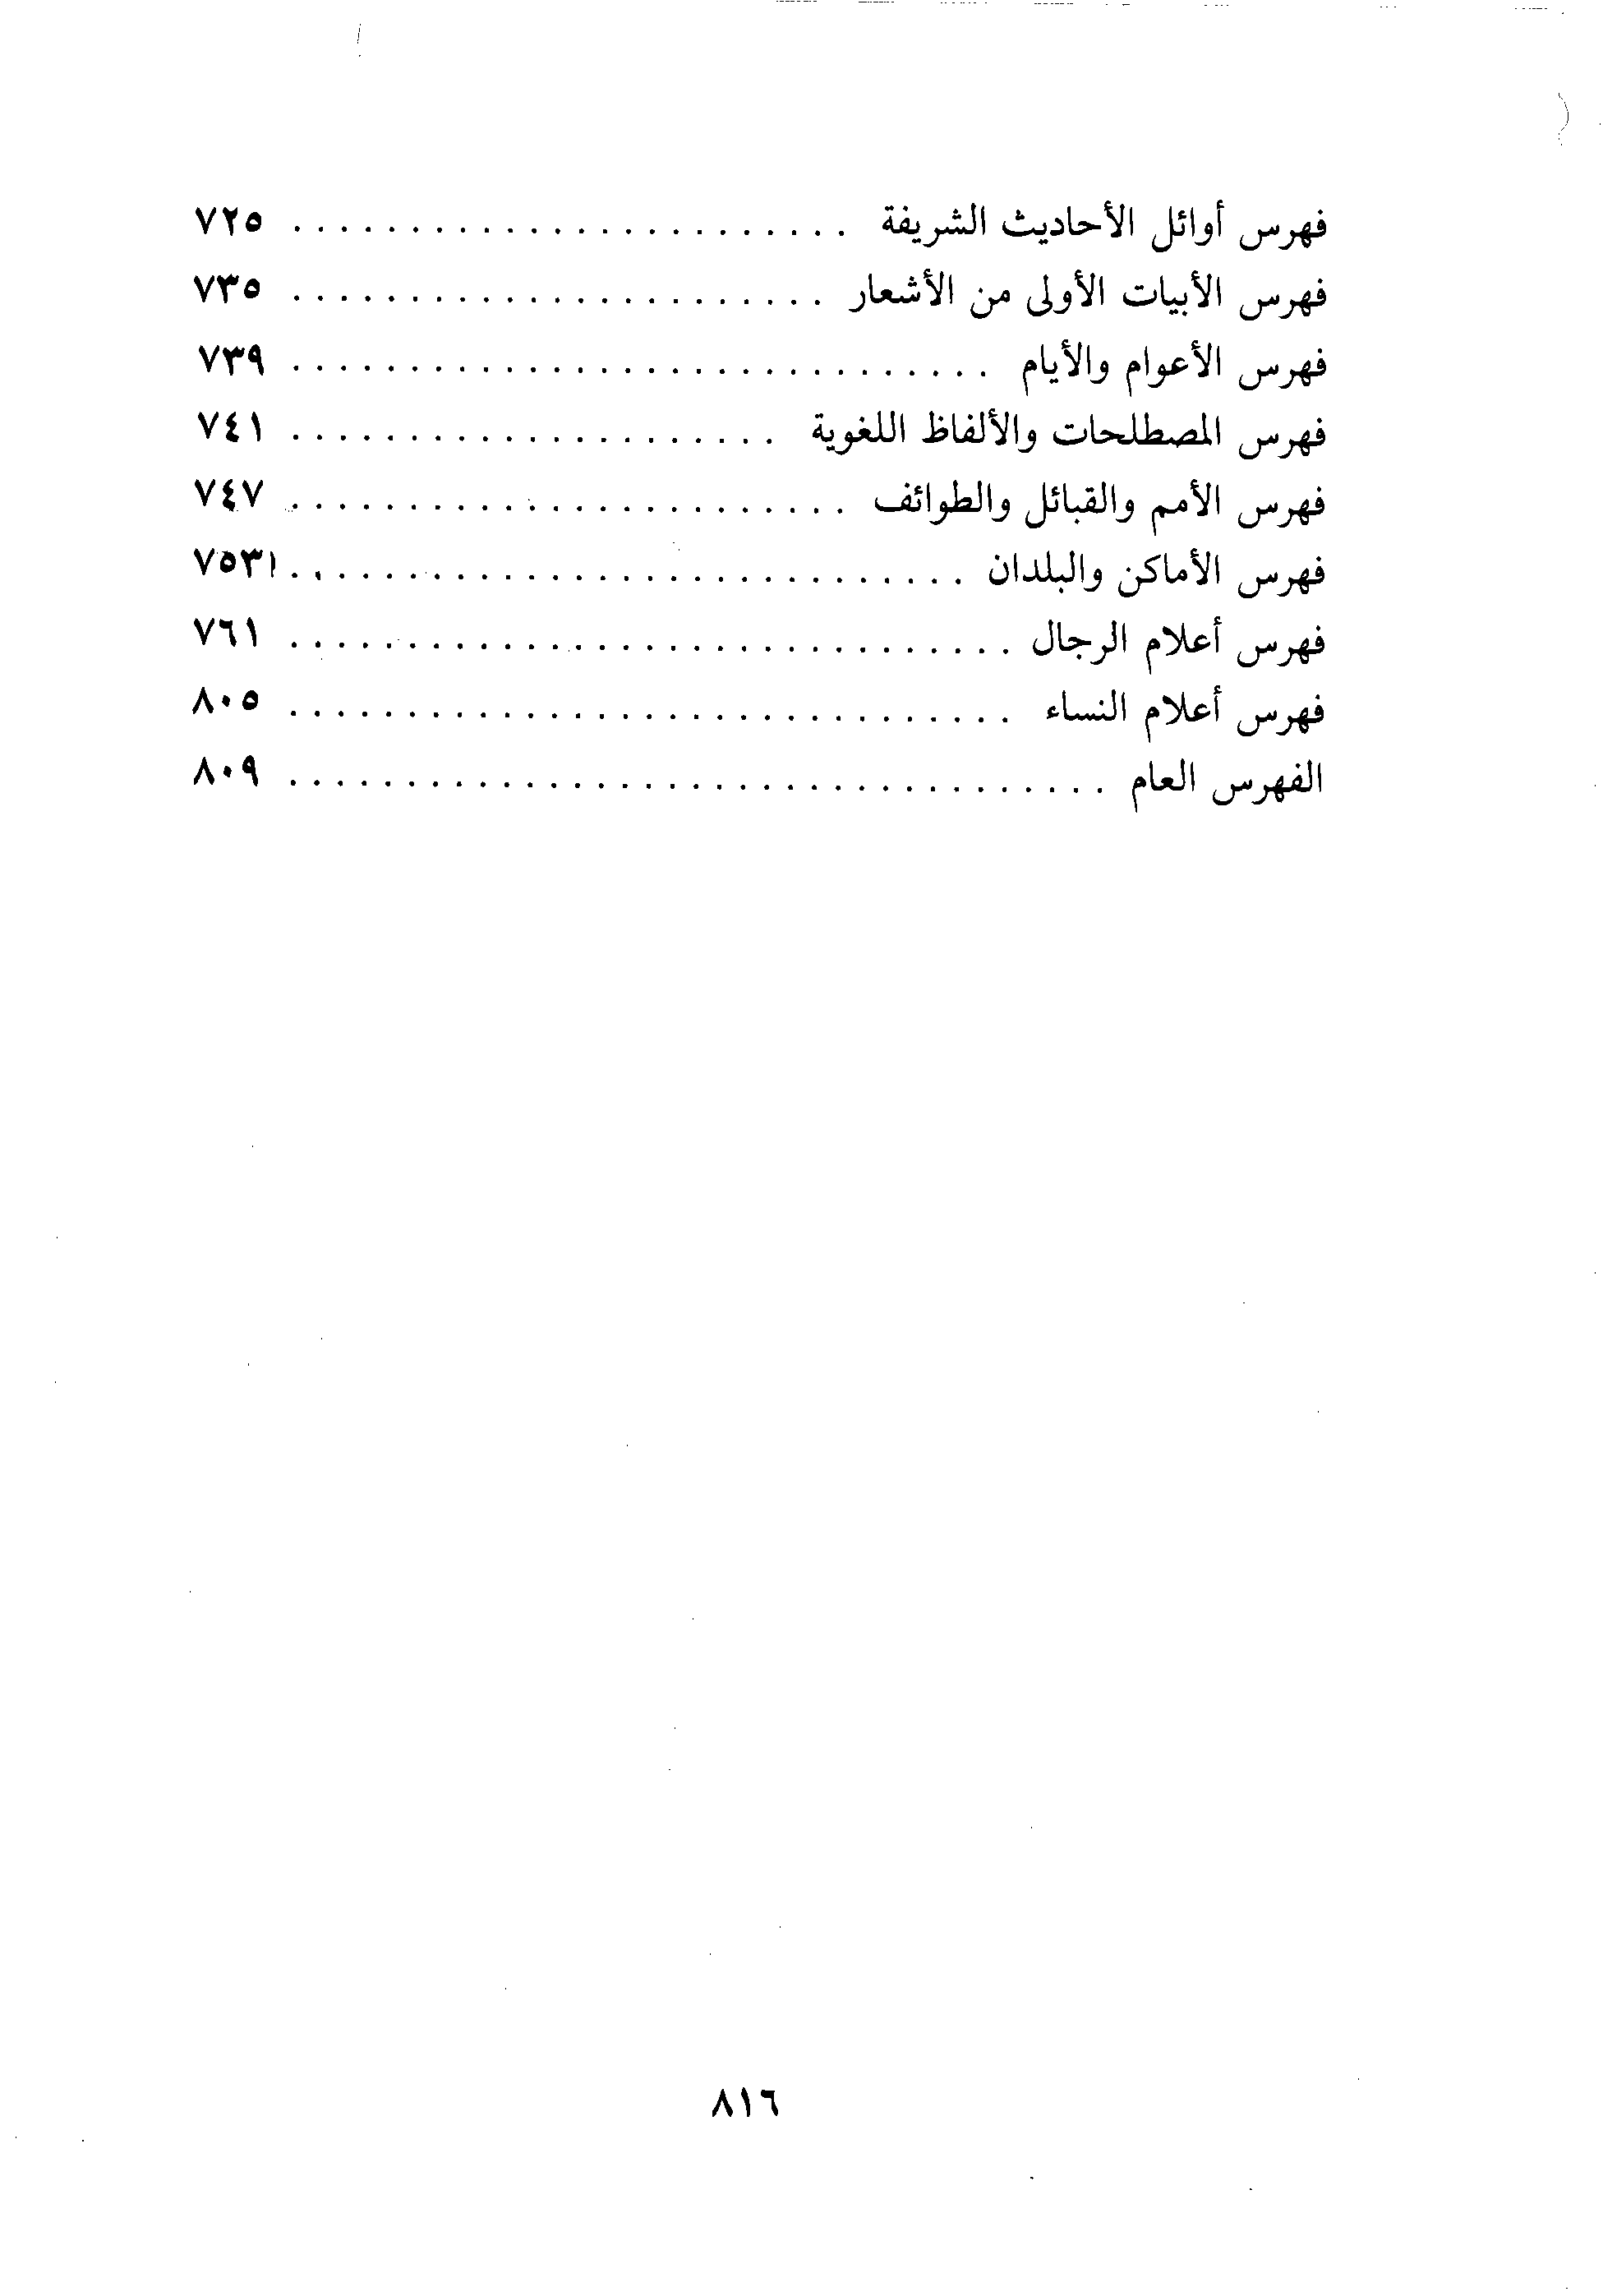 فهرس أوائل الأحاديث الشريفة . . . . . . . . . . . . . . . . . . . . . . . . ٧٢٥
فهرس الأبيات الأولى من الأشعار . . . . . . . . . . . . . . . . . . . . . . . ٧٣٥
فهرس الأعوام والأيام . . . . . . . . . . . . . . . . . . . . . . . . . . . . . . ٧٣٩
فهرس المصطلحات والألفاظ اللغوية . . . . . . . . . . . . . . . . . . . . . ٧٤١
فهرس الأمم والقبائل والطوائف . . . . . . . . . . . . . . . . . . . . . . . . ٧٤٧
فهرس الأماكن والبلدان . . . . . . . . . . . . . . . . . . . . . . . . . . . . . ٧٥٣١
فهرس أعلام الرجال . . . . . . . . . . . . . . . . . . . . . . . . . . . . . . . ٧٦١
فهرس أعلام النساء . . . . . . . . . . . . . . . . . . . . . . . . . . . . . . . ٨٠٥
الفهرس العام . . . . . . . . . . . . . . . . . . . . . . . . . . . . . . . . . . . ٨٠٩
٨١٦